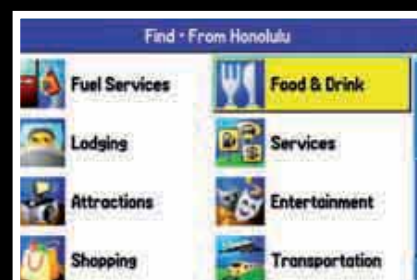 Find • From Honolulu
Fuel Services
Food & Drink
Lodging
Services
Attractions
Entertainment
Shopping
Transportation